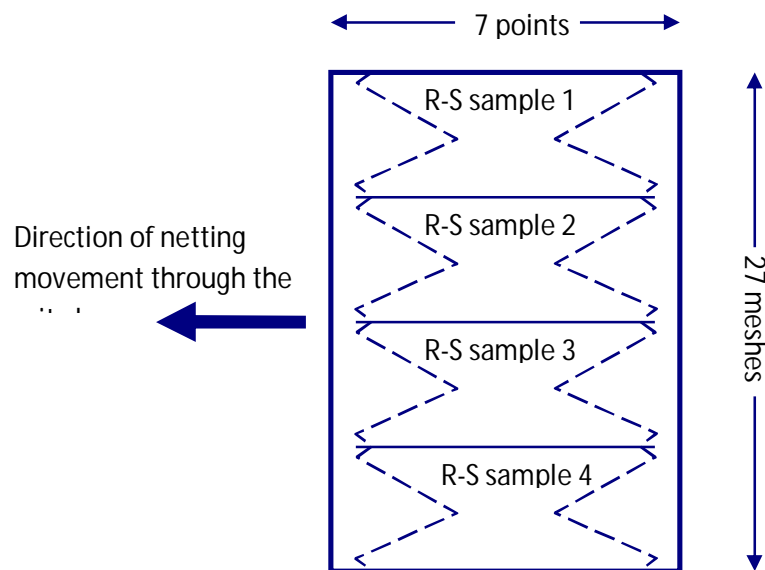 7 points
R-S sample 1
R-S sample 2
Direction of netting
movement through the
R-S sample 3
27 meshes
R-S sample 4